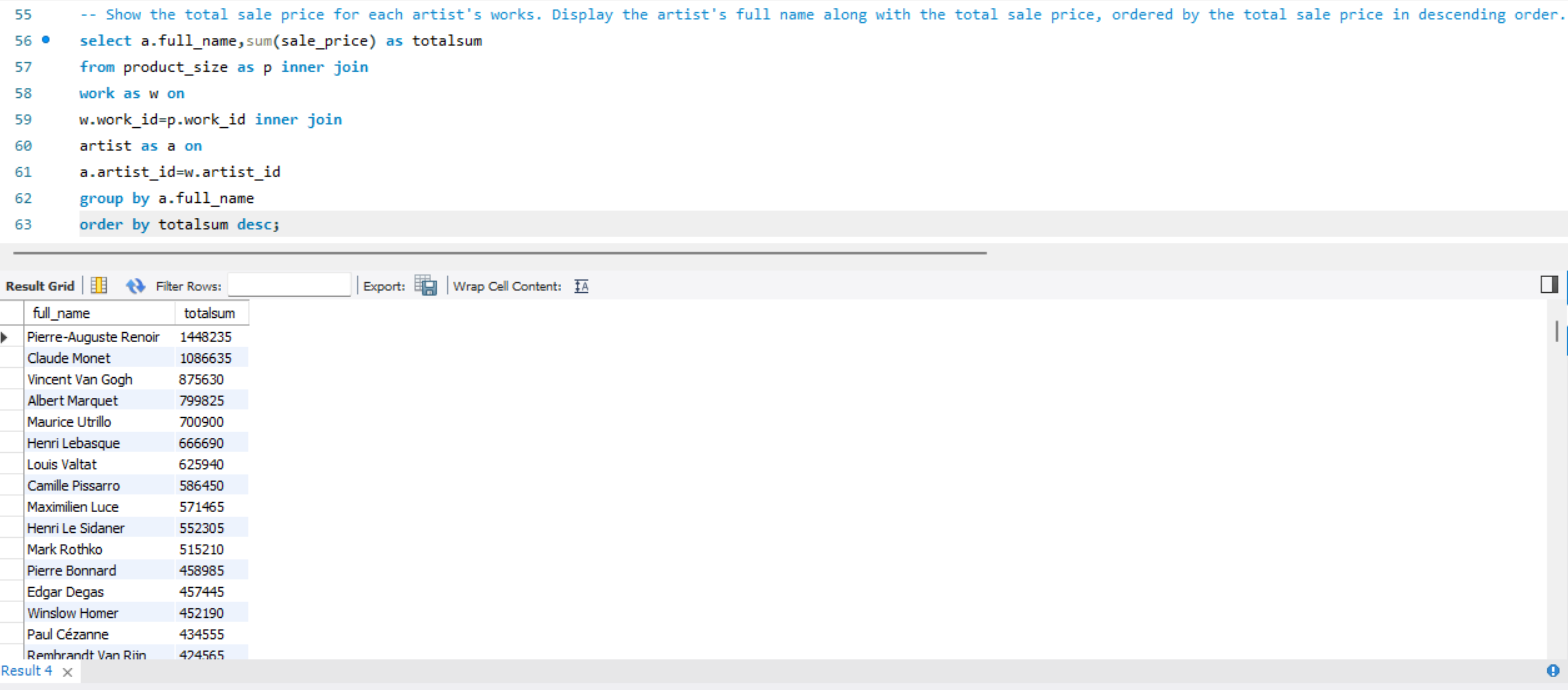 55 -- Show the total sale price for each artist's works. Display the artist's full name along with the total sale price, ordered by the total sale price in descending order.
56 select a.full_name,sum(sale_price) as totalsum
57 from product_size as p inner join
58 work as w on
59 w.work_id=p.work_id inner join
60 artist as a on
61 a.artist_id=w.artist_id
62 group by a.full_name
63 order by totalsum desc;
Result Grid Filter Rows: Export: Wrap Cell Content:
full_name totalsum
Pierre-Auguste Renoir 1448235
Claude Monet 1086635
Vincent Van Gogh 875630
Albert Marquet 799825
Maurice Utrillo 700900
Henri Lebasque 666690
Louis Valtat 625940
Camille Pissarro 586450
Maximilien Luce 571465
Henri Le Sidaner 552305
Mark Rothko 515210
Pierre Bonnard 458985
Edgar Degas 457445
Winslow Homer 452190
Paul Cézanne 434555
Rembrandt Van Rijn 424565
Result 4